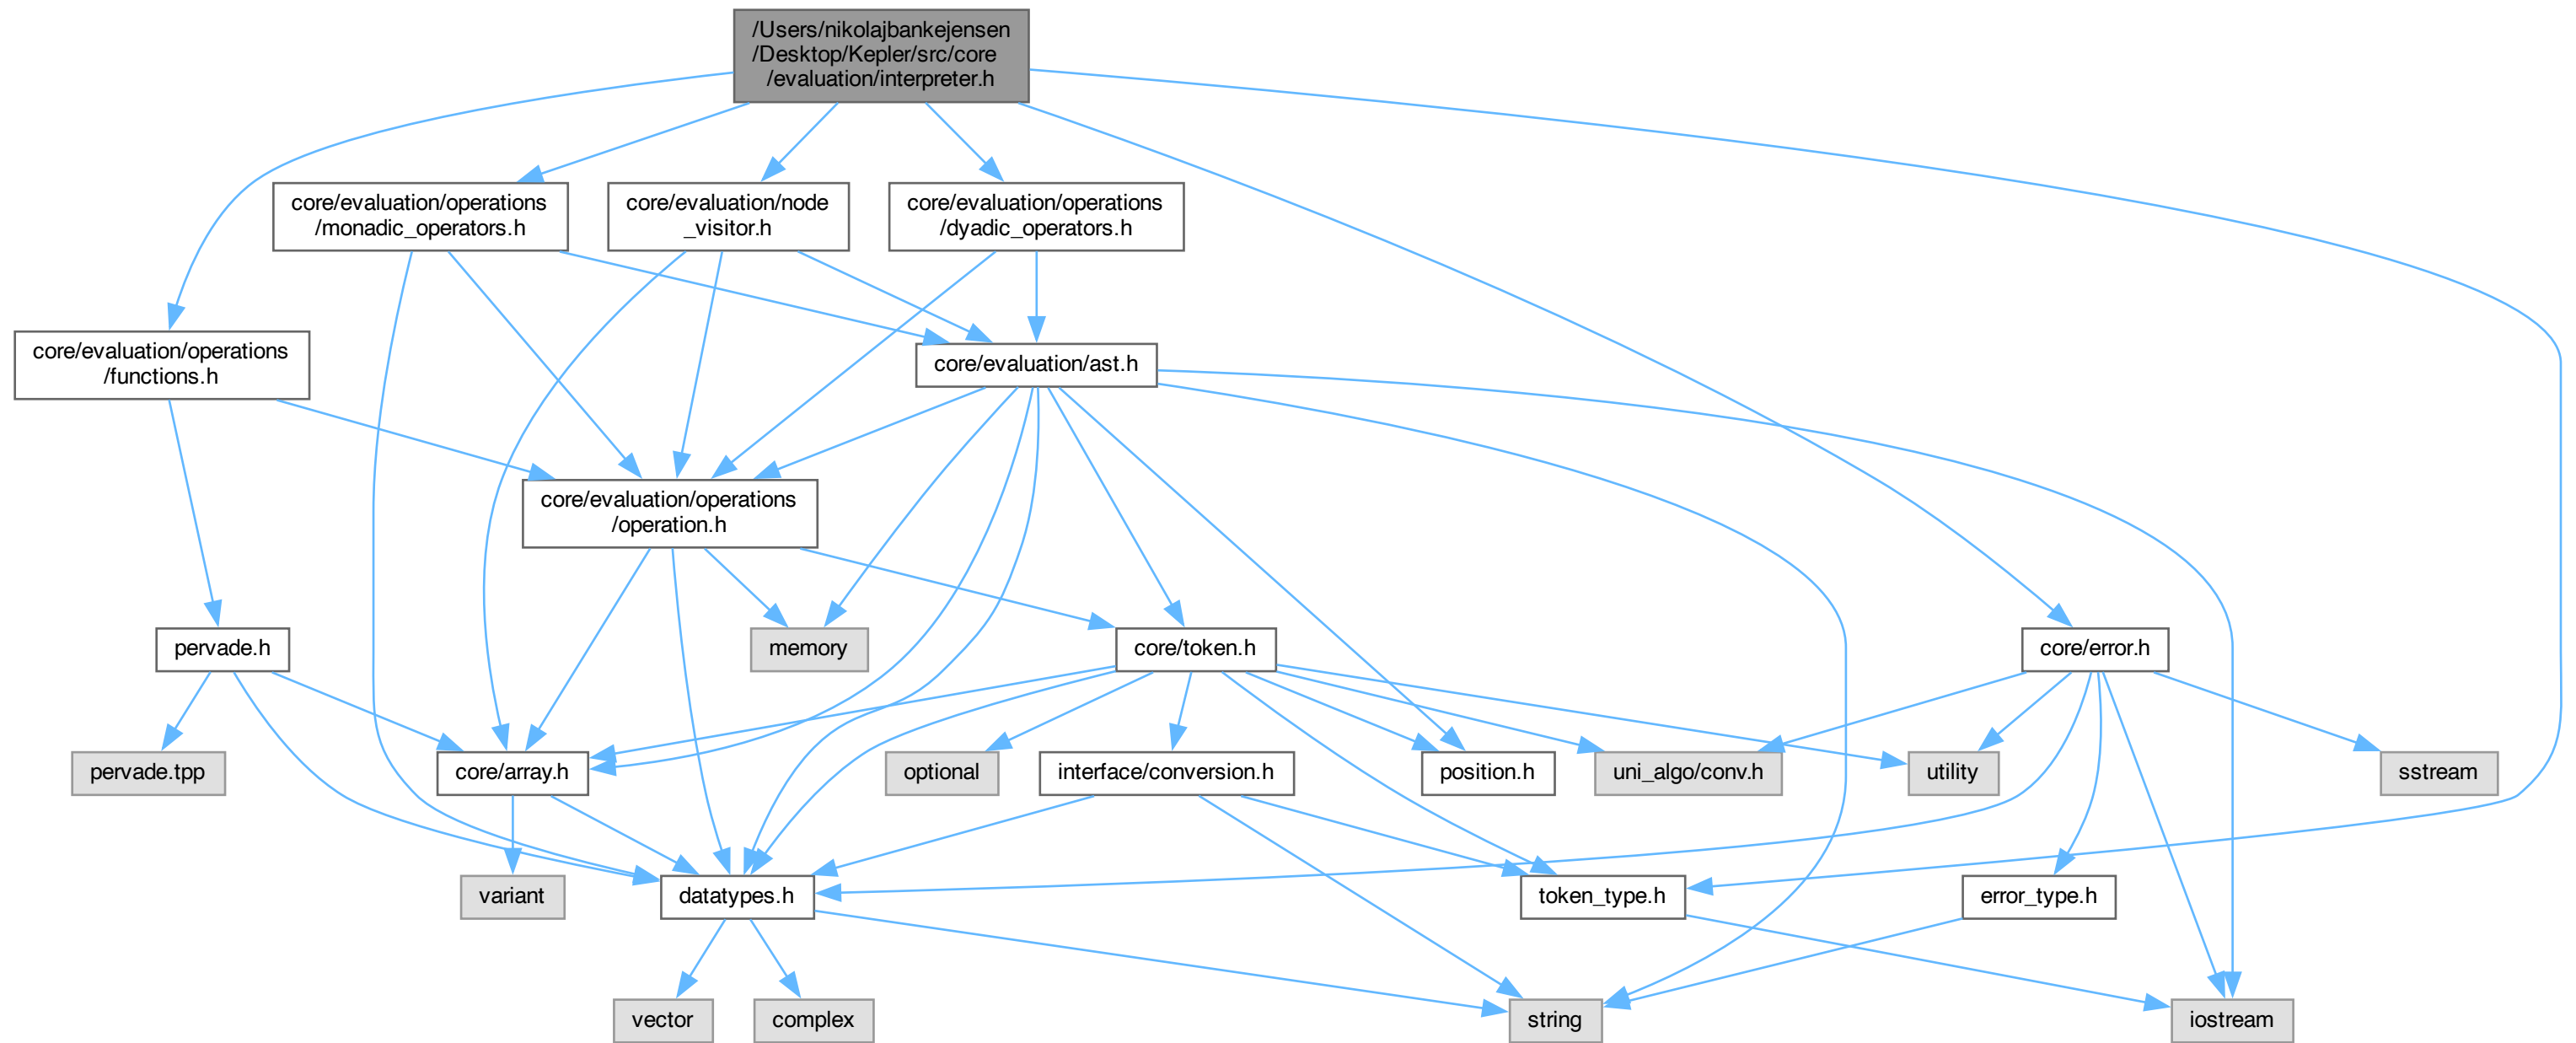 /Users/nikolajbankejensen
/Desktop/Kepler/src/core
/evaluation/interpreter.h
core/evaluation/operations
/monadic_operators.h
core/evaluation/node
_visitor.h
core/evaluation/operations
/dyadic_operators.h
core/evaluation/operations
/functions.h
core/evaluation/ast.h
core/evaluation/operations
/operation.h
pervade.h
memory
core/token.h
core/error.h
pervade.tpp
core/array.h
optional
interface/conversion.h
position.h
uni_algo/conv.h
utility
sstream
variant
datatypes.h
token_type.h
error_type.h
vector
complex
string
iostream